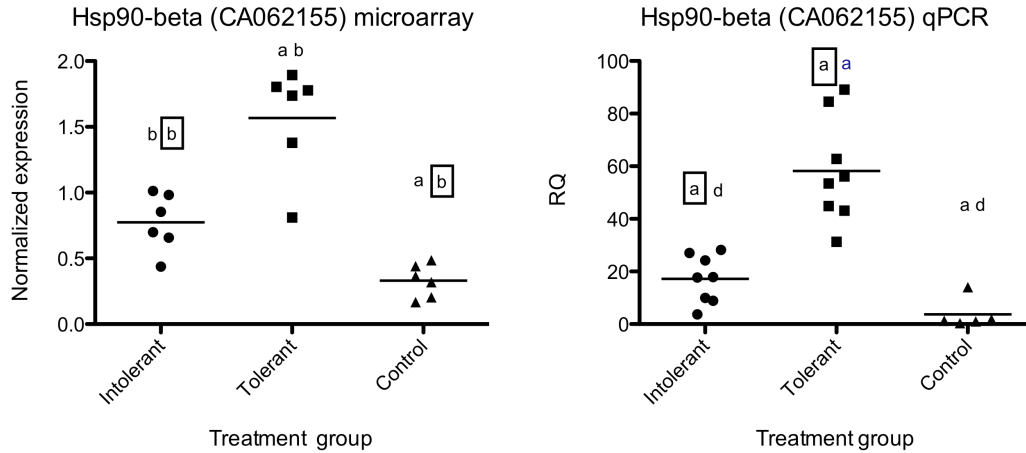 Hsp90-beta (CA062155) microarray
Normalized expression
2.0
1.5
1.0
0.5
0.0
b b
a b
a b
Intolerant
Tolerant
Control
Treatment group
Hsp90-beta (CA062155) qPCR
RQ
100
80
60
40
20
0
a d
a a
a d
Intolerant
Tolerant
Control
Treatment group